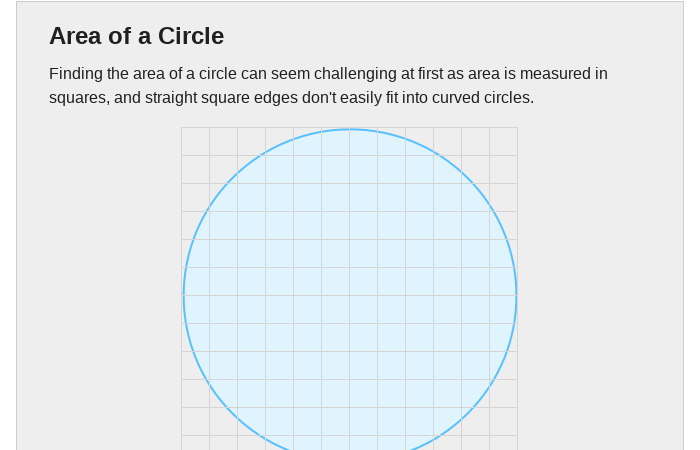 Area of a Circle
Finding the area of a circle can seem challenging at first as area is measured in
squares, and straight square edges don't easily fit into curved circles.